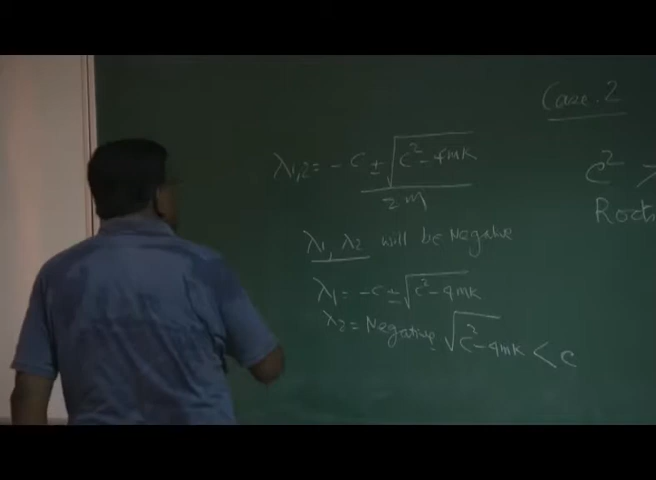 Case.2
λ1,2 = - c ± √c² - 4mk
2m
c² >
λ1, λ2 will be Negative
Roots
λ1 = -c ± √c² - 4mk
λ2 = Negative √c² - 4mk < c